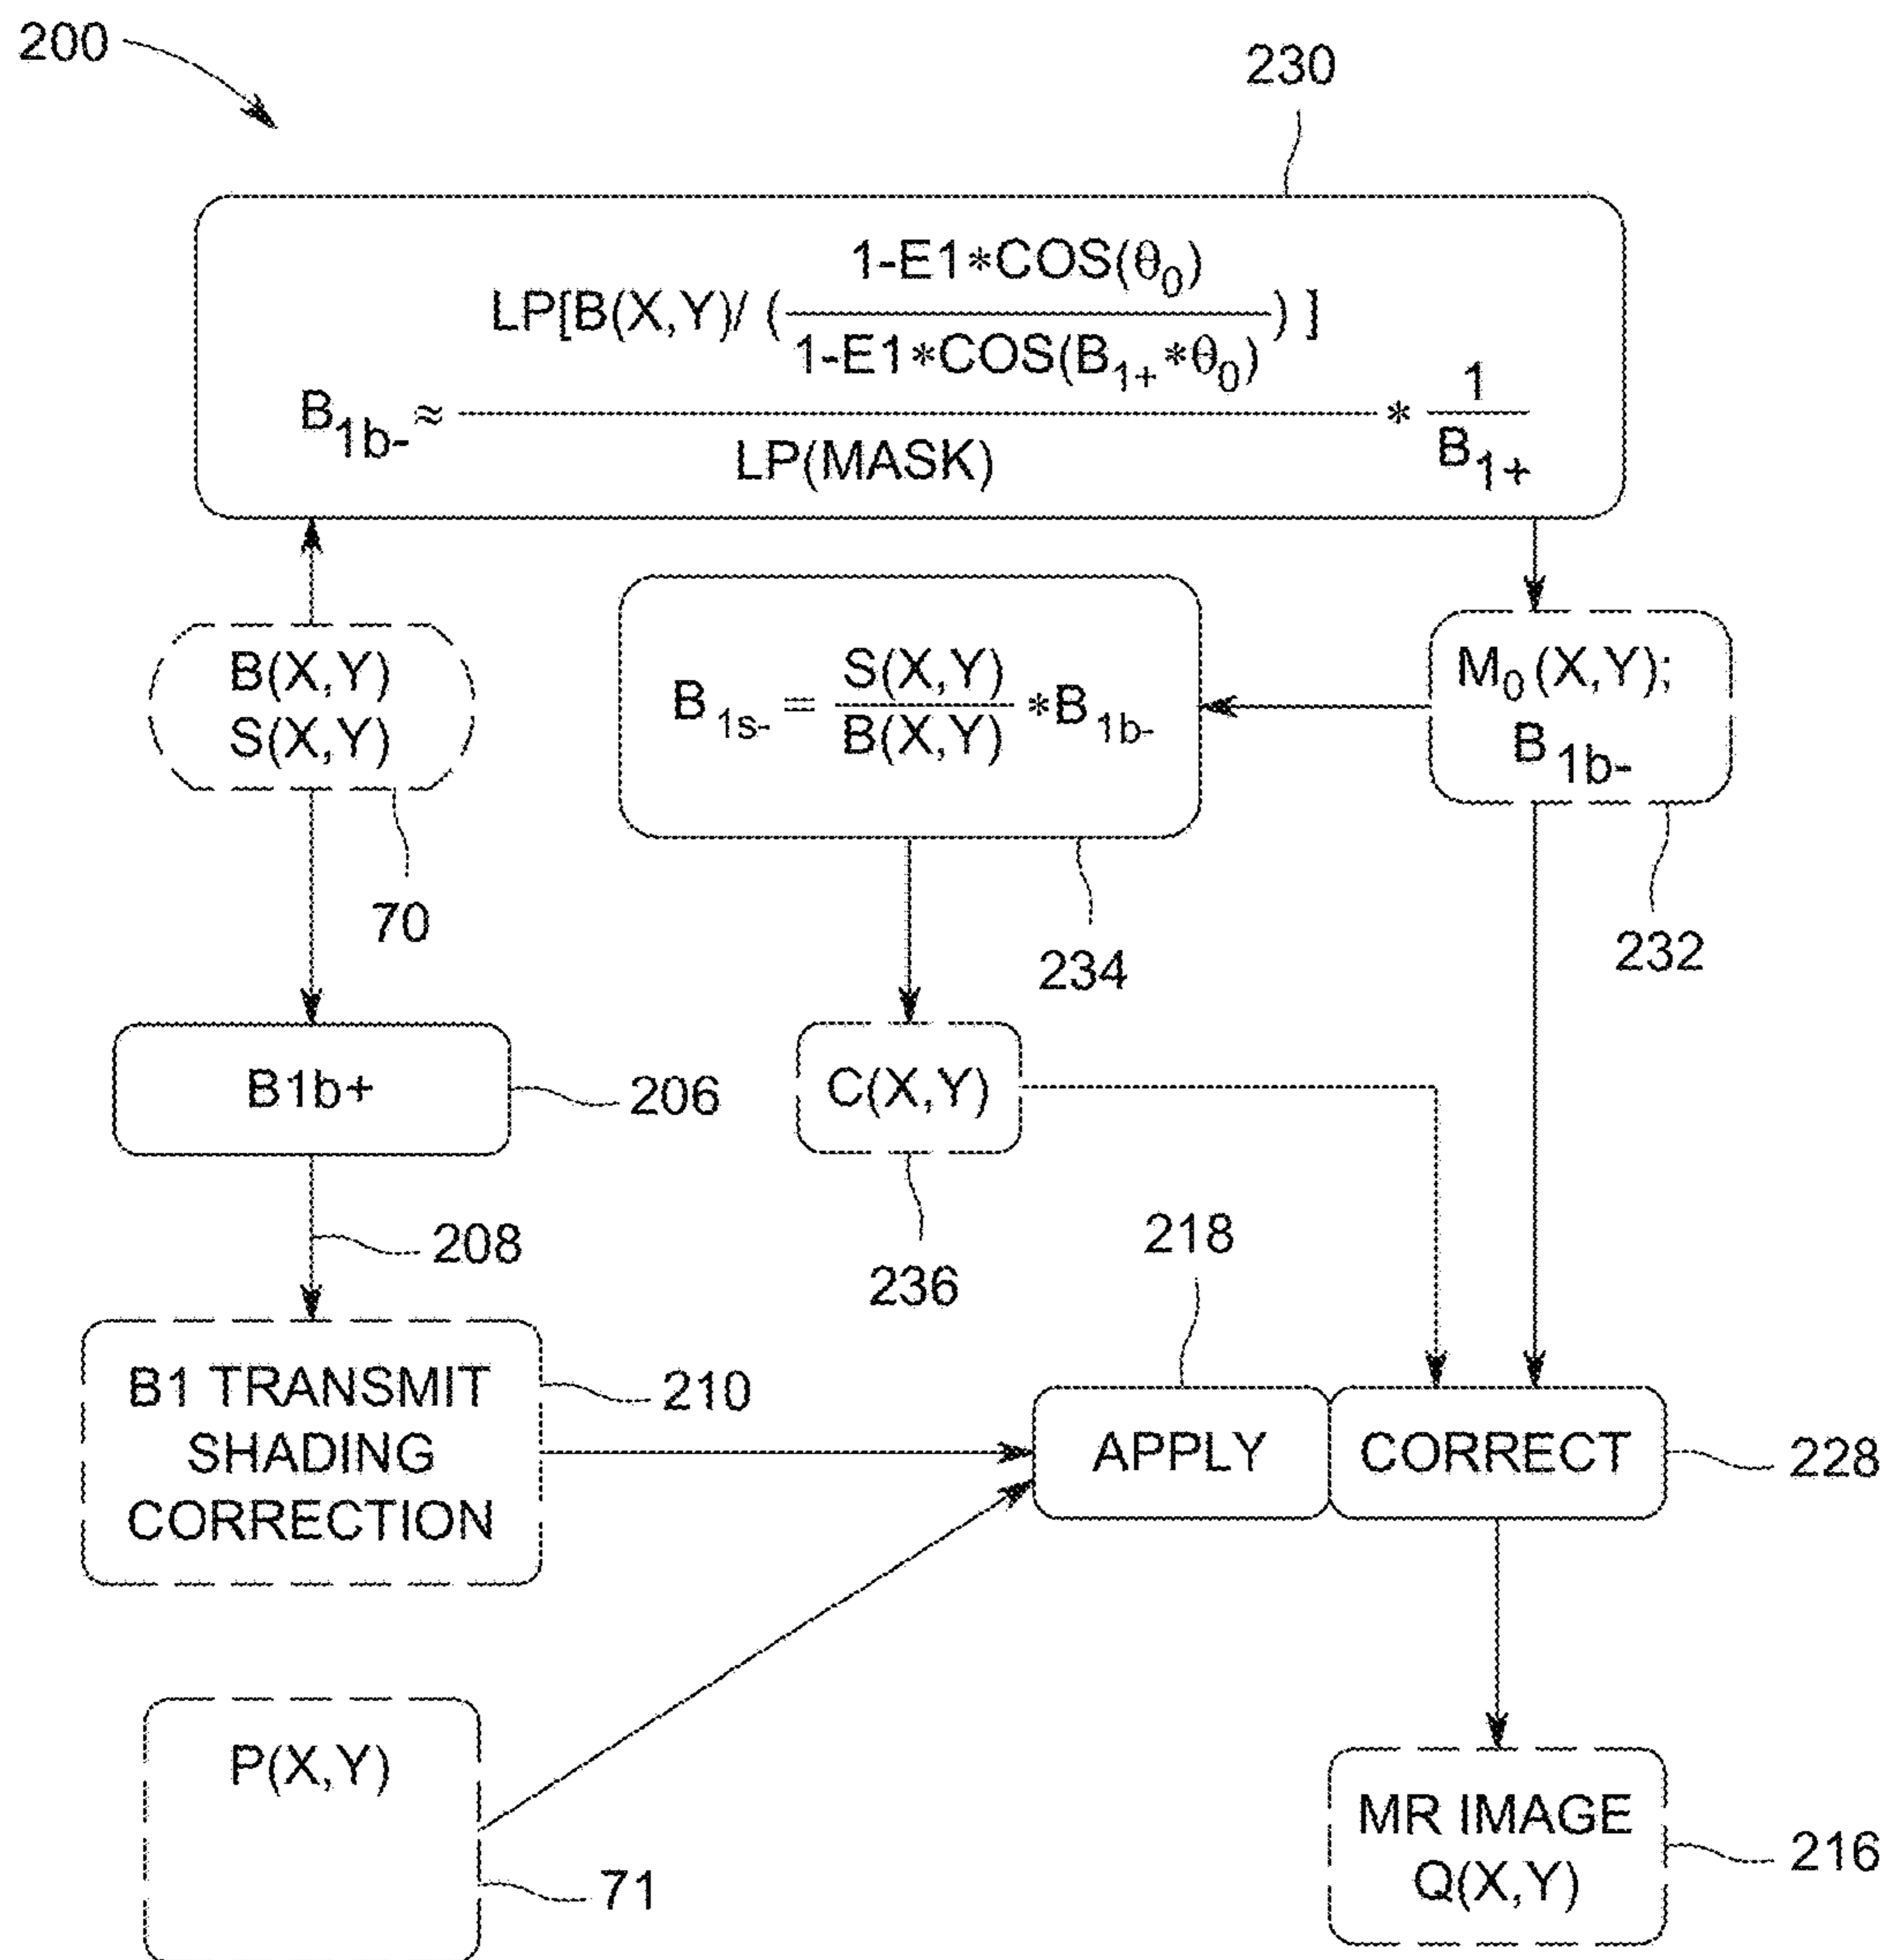 200
230
1-E1*COS(θ0)
LP[B(X,Y)/ ( ) ]
1-E1*COS(B1+*θ0)
B1b- ≈ * 1
LP(MASK)
B1+
B(X,Y)
S(X,Y)
70
B1s- = S(X,Y) *B1b-
B(X,Y)
234
M0(X,Y);
B1b-
232
B1b+
206
C(X,Y)
236
208
218
B1 TRANSMIT
SHADING
CORRECTION
210
APPLY
CORRECT
228
P(X,Y)
71
MR IMAGE
Q(X,Y)
216